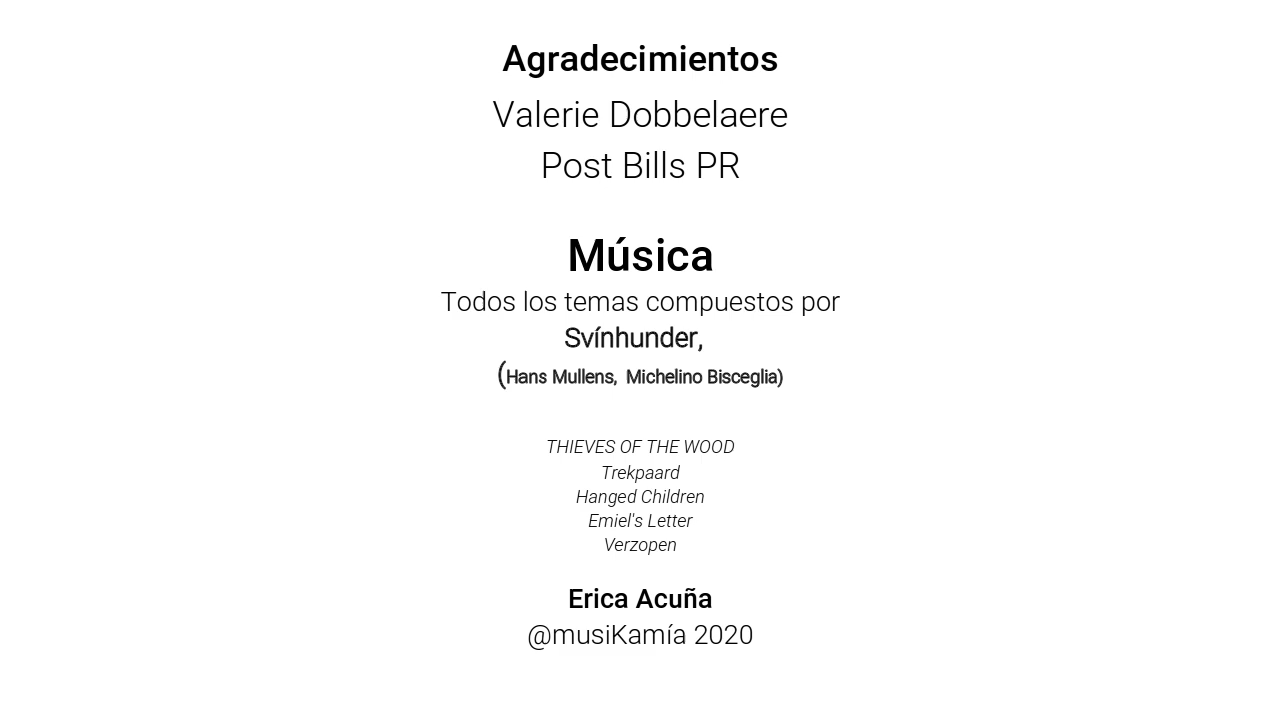 Agradecimientos
Valerie Dobbelaere
Post Bills PR
Música
Todos los temas compuestos por
Svínhunder,
(Hans Mullens, Michelino Bisceglia)
THIEVES OF THE WOOD
Trekpaard
Hanged Children
Emiel's Letter
Verzopen
Erica Acuña
@musiKamía 2020